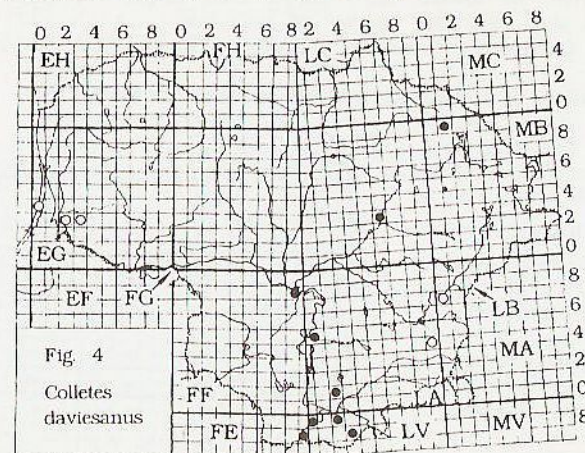 0 2 4 6 8 0 2 4 6 8 2 4 6 8 0 2 4 6 8
EH FH LC MC
4
2
0
MB 8
6
4
2
EG 0
EF FG LB 8
6
Fig. 4 MA 4
Colletes 2
daviesanus FF LA 0
FE LV MV 8